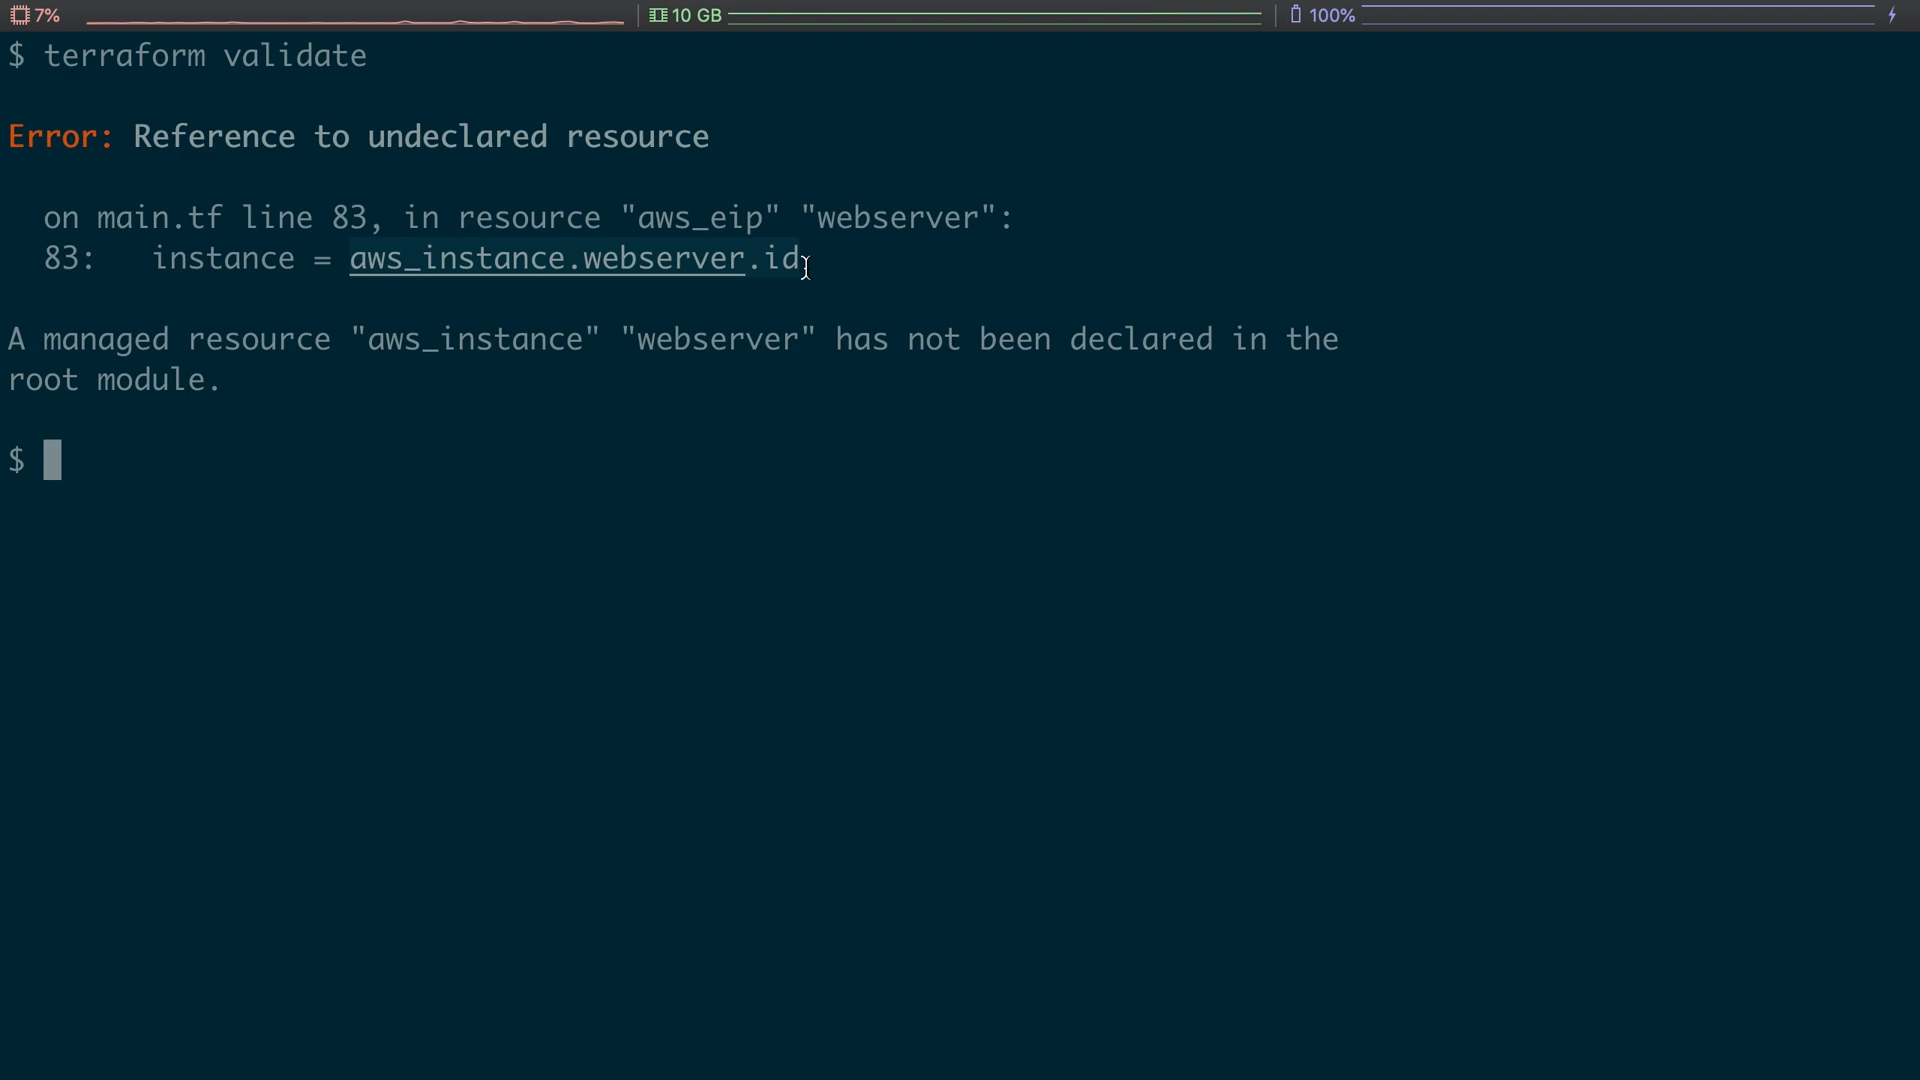 7% 10 GB 100%
$ terraform validate
Error: Reference to undeclared resource
on main.tf line 83, in resource "aws_eip" "webserver":
83: instance = aws_instance.webserver.id
A managed resource "aws_instance" "webserver" has not been declared in the
root module.
$